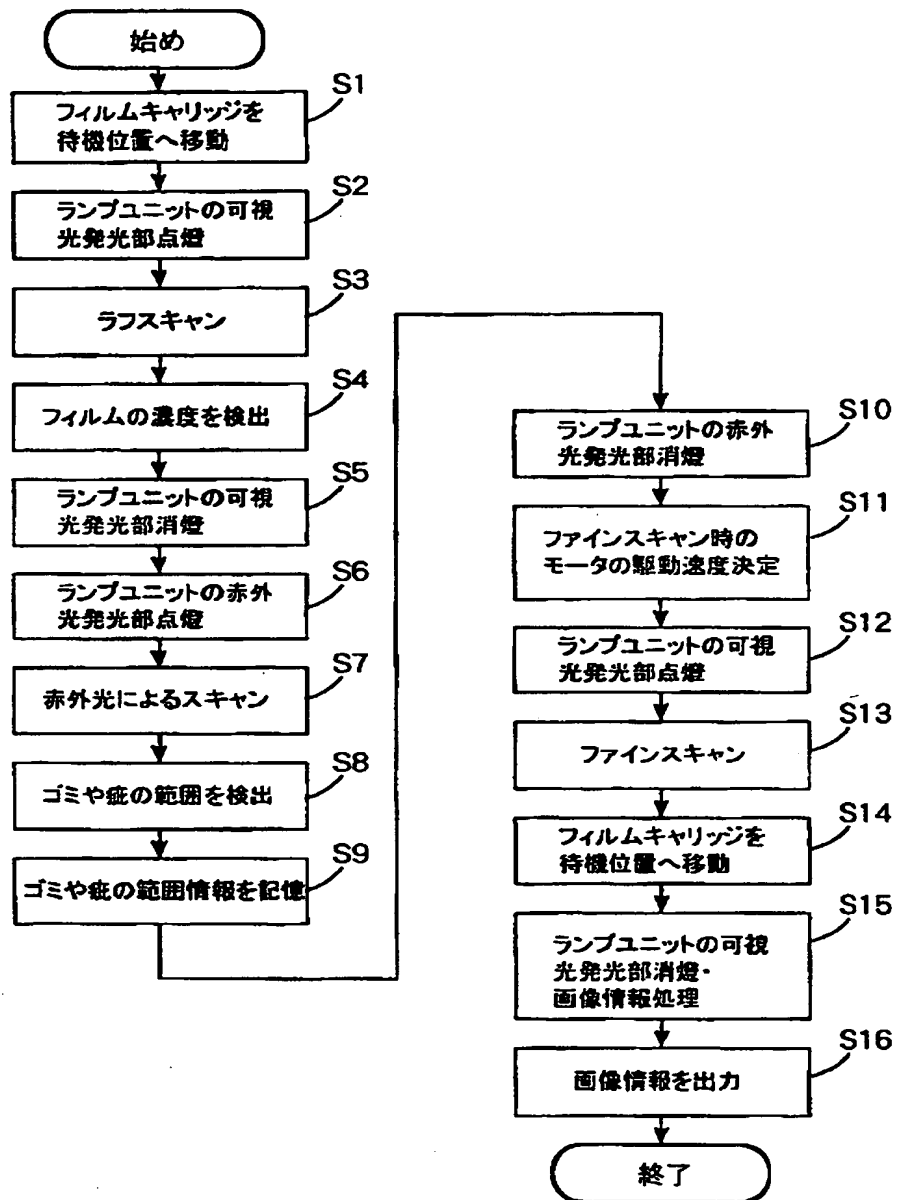 始め
S1
フィルムキャリッジを
待機位置へ移動
S2
ランプユニットの可視
光発光部点燈
S3
ラフスキャン
S4
フィルムの濃度を検出
S5
ランプユニットの可視
光発光部消燈
S6
ランプユニットの赤外
光発光部点燈
S7
赤外光によるスキャン
S8
ゴミや疵の範囲を検出
S9
ゴミや疵の範囲情報を記憶
S10
ランプユニットの赤外
光発光部消燈
S11
ファインスキャン時の
モータの駆動速度決定
S12
ランプユニットの可視
光発光部点燈
S13
ファインスキャン
S14
フィルムキャリッジを
待機位置へ移動
S15
ランプユニットの可視
光発光部消燈・
画像情報処理
S16
画像情報を出力
終了